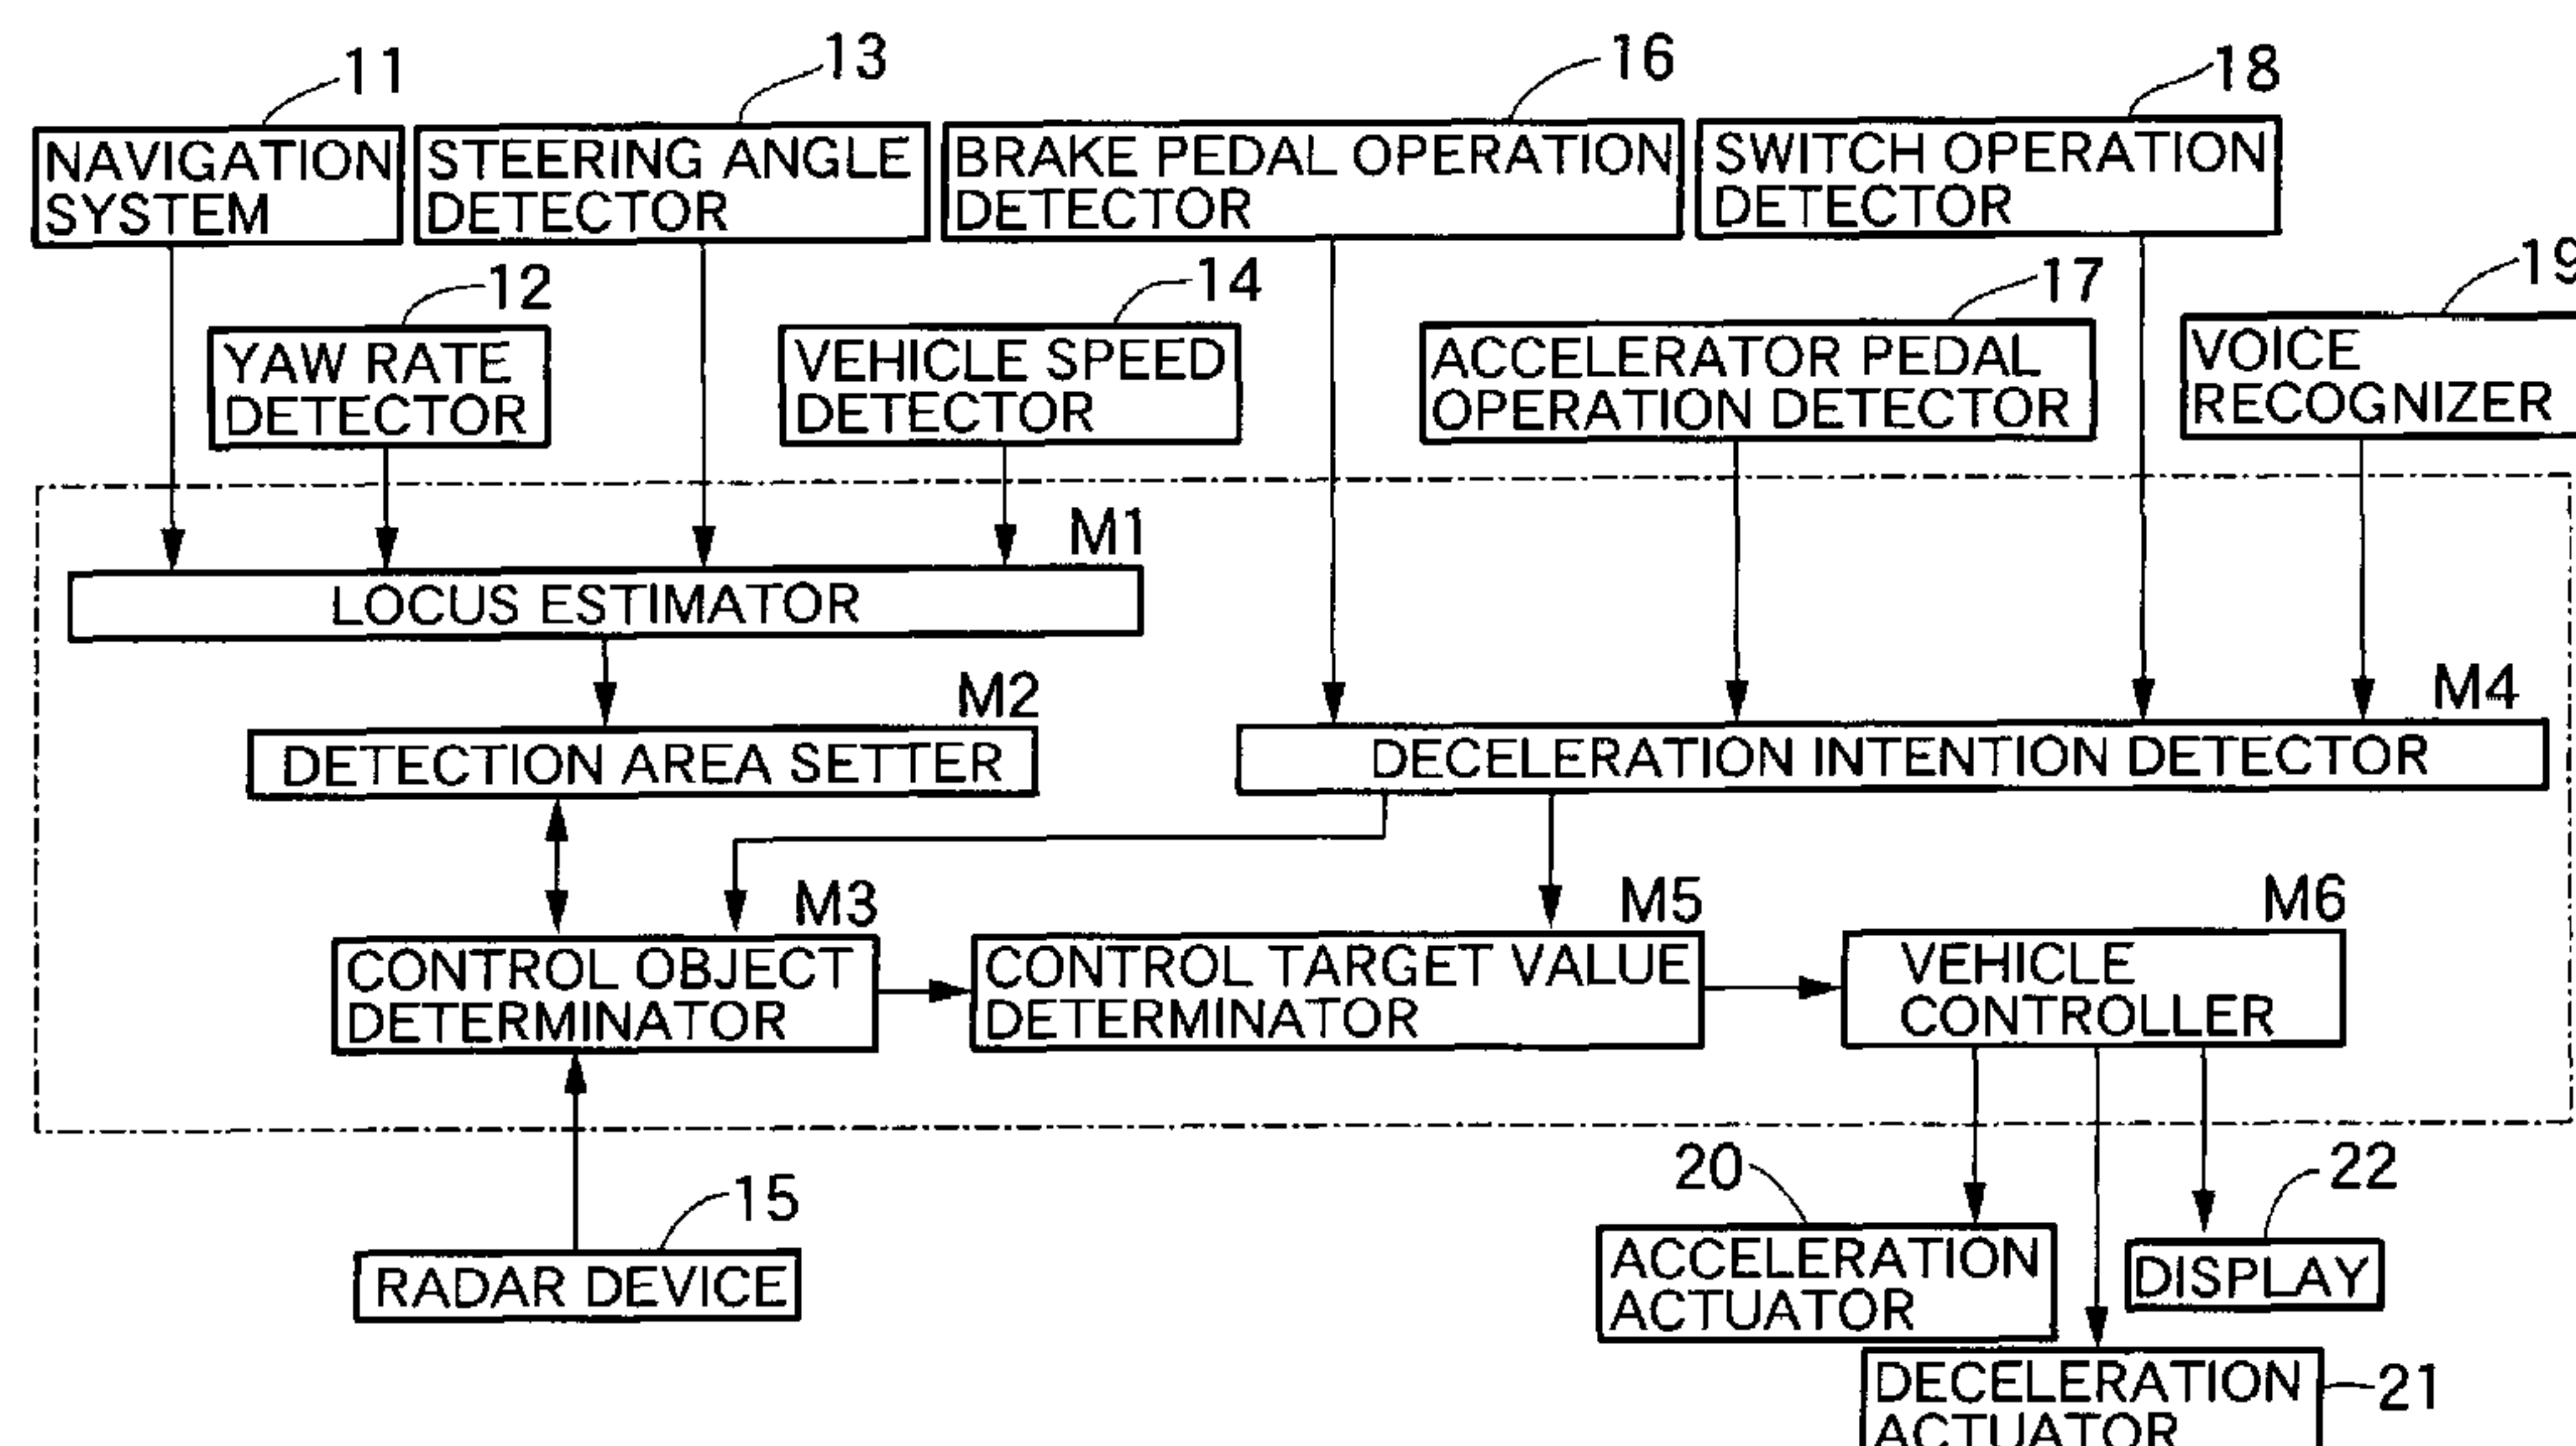 11
13
16
18
NAVIGATION
SYSTEM
STEERING ANGLE
DETECTOR
BRAKE PEDAL OPERATION
DETECTOR
SWITCH OPERATION
DETECTOR
12
14
17
19
YAW RATE
DETECTOR
VEHICLE SPEED
DETECTOR
ACCELERATOR PEDAL
OPERATION DETECTOR
VOICE
RECOGNIZER
M1
LOCUS ESTIMATOR
M2
DETECTION AREA SETTER
M4
DECELERATION INTENTION DETECTOR
M3
CONTROL OBJECT
DETERMINATOR
M5
CONTROL TARGET VALUE
DETERMINATOR
M6
VEHICLE
CONTROLLER
15
RADAR DEVICE
20
ACCELERATION
ACTUATOR
22
DISPLAY
DECELERATION
ACTUATOR
21